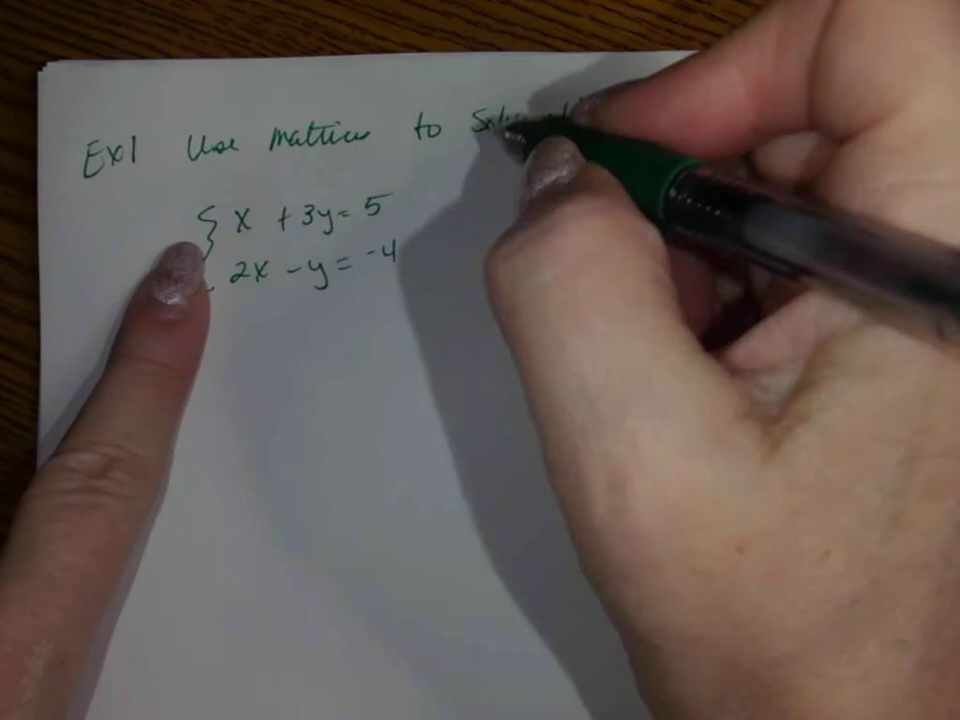 Ex1 Use matrices to
x + 3y = 5
2x - y = -4